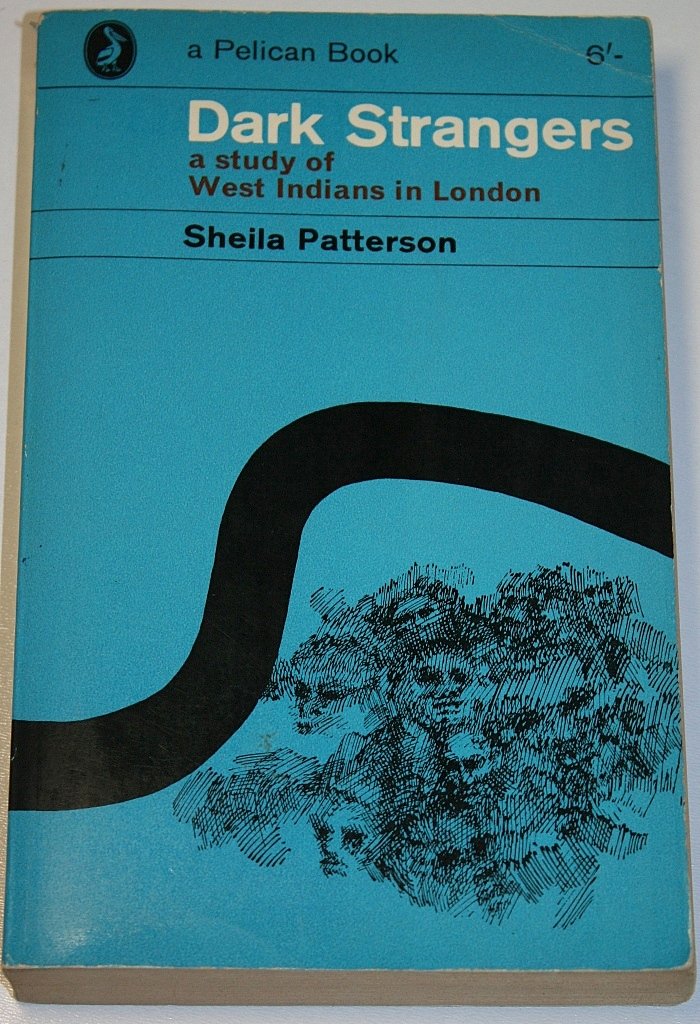 a Pelican Book 6/-
Dark Strangers
a study of
West Indians in London
Sheila Patterson